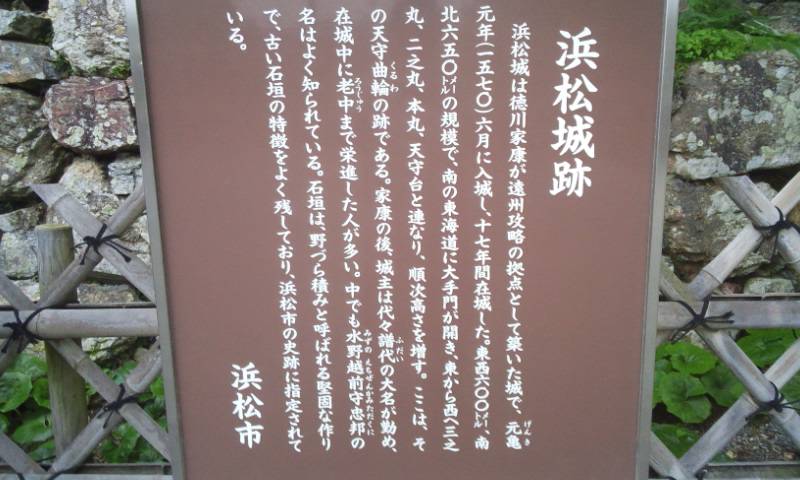 浜松城跡
浜松城は徳川家康が遠州攻略の拠点として築いた城で、元亀
元年(一五七〇)六月に入城し、十七年間在城した。東西六〇〇メートル、南
北六五〇メートルの規模で、南の東海道に大手門が開き、東から西へ三之
丸、二之丸、本丸、天守台と連なり、順次高さを増す。ここは、そ
の天守曲輪の跡である。家康の後、城主は代々譜代の大名が勤め、
在城中に老中まで栄進した人が多い。中でも水野越前守忠邦の
名はよく知られている。石垣は、野づら積みと呼ばれる堅固な作り
で、古い石垣の特徴をよく残しており、浜松市の史跡に指定されて
いる。
浜松市